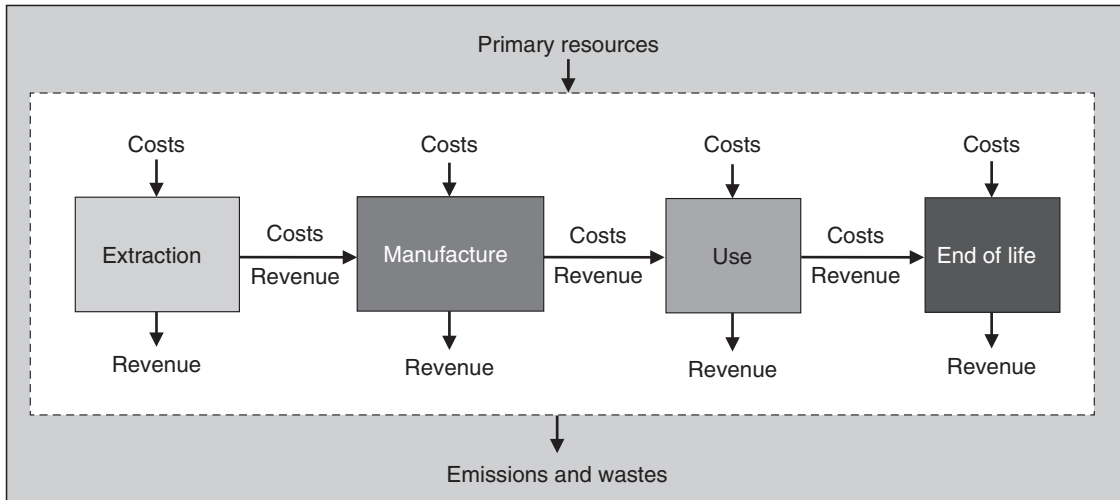 Primary resources
Costs
Costs
Costs
Costs
Extraction
Costs
Revenue
Manufacture
Costs
Revenue
Use
Costs
Revenue
End of life
Revenue
Revenue
Revenue
Revenue
Emissions and wastes